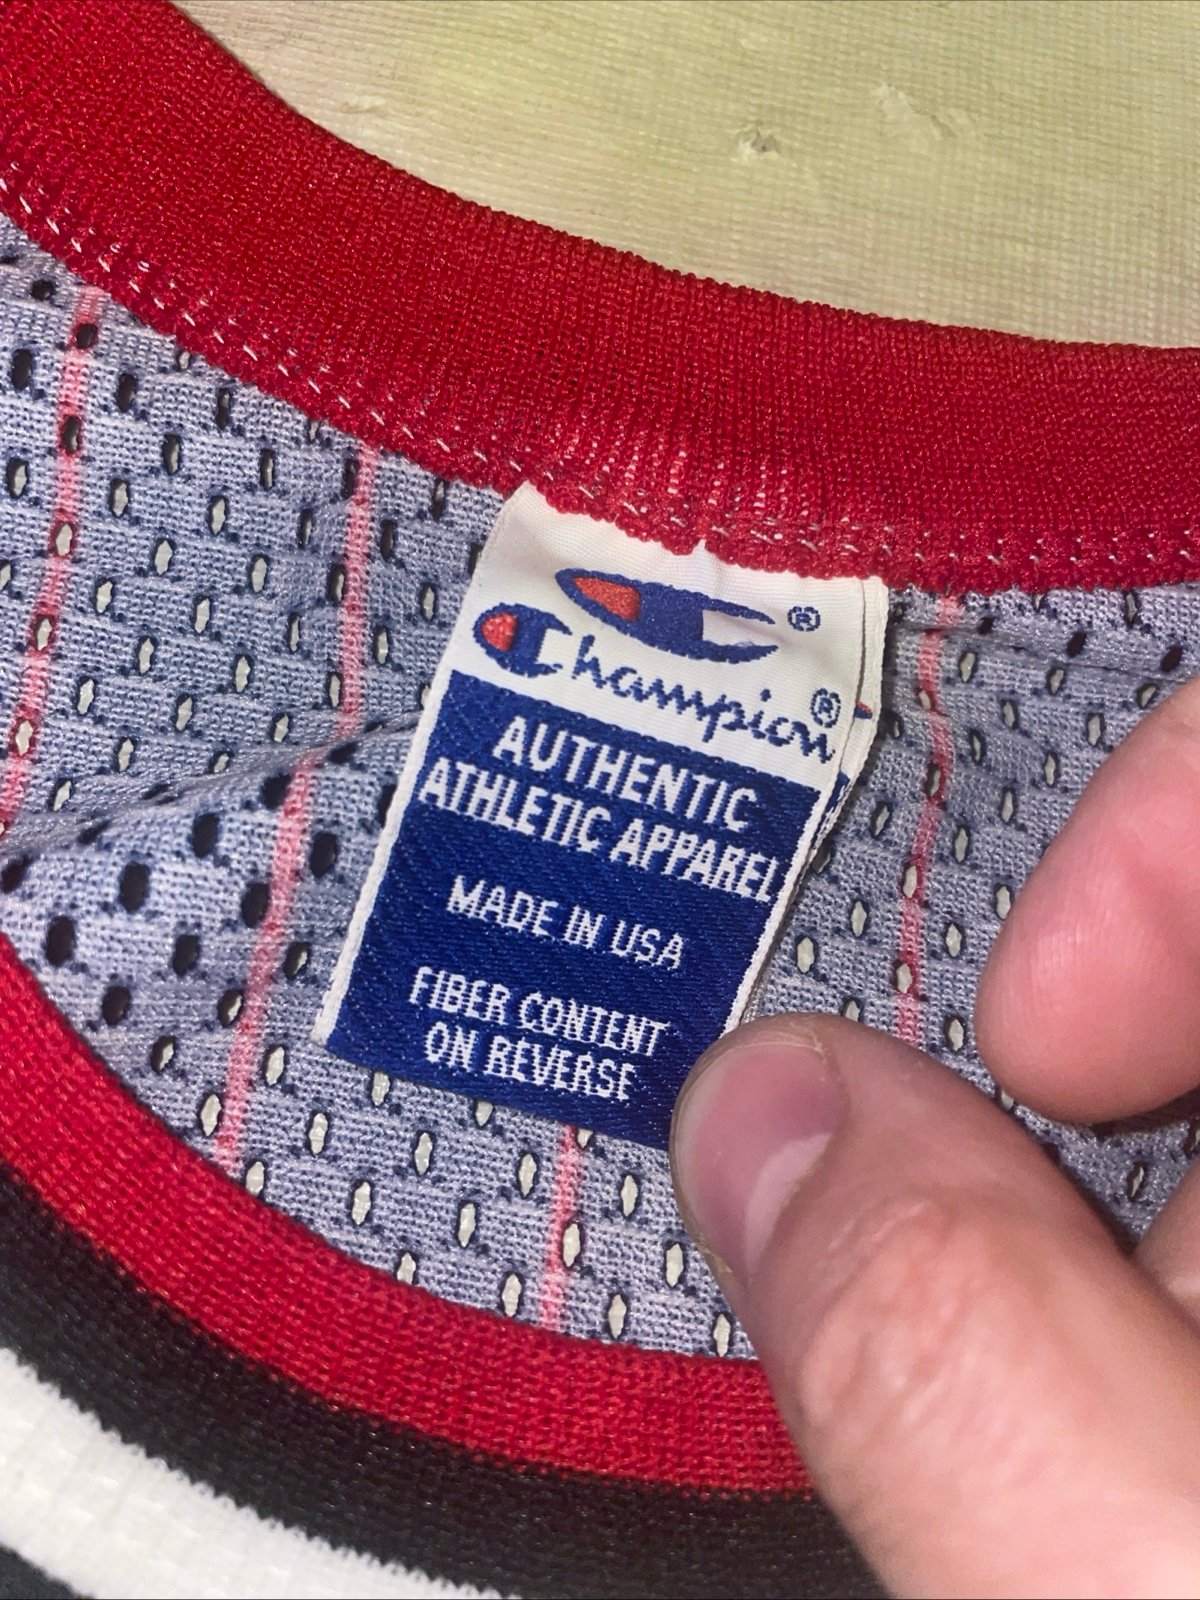 ®
Champion®
AUTHENTIC
ATHLETIC APPAREL
MADE IN USA
FIBER CONTENT
ON REVERSE